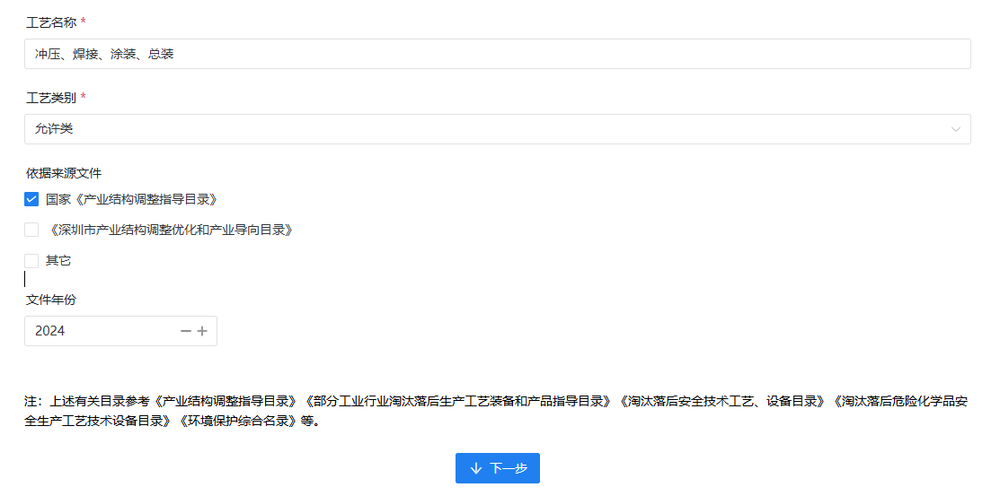 工艺名称 *
冲压、焊接、涂装、总装
工艺类别 *
允许类
依据来源文件
国家《产业结构调整指导目录》
《深圳市产业结构调整优化和产业导向目录》
其它
文件年份
2024
注：上述有关目录参考《产业结构调整指导目录》《部分工业行业淘汰落后生产工艺装备和产品指导目录》《淘汰落后安全技术工艺、设备目录》《淘汰落后危险化学品安
全生产工艺技术设备目录》《环境保护综合名录》等。
下一步